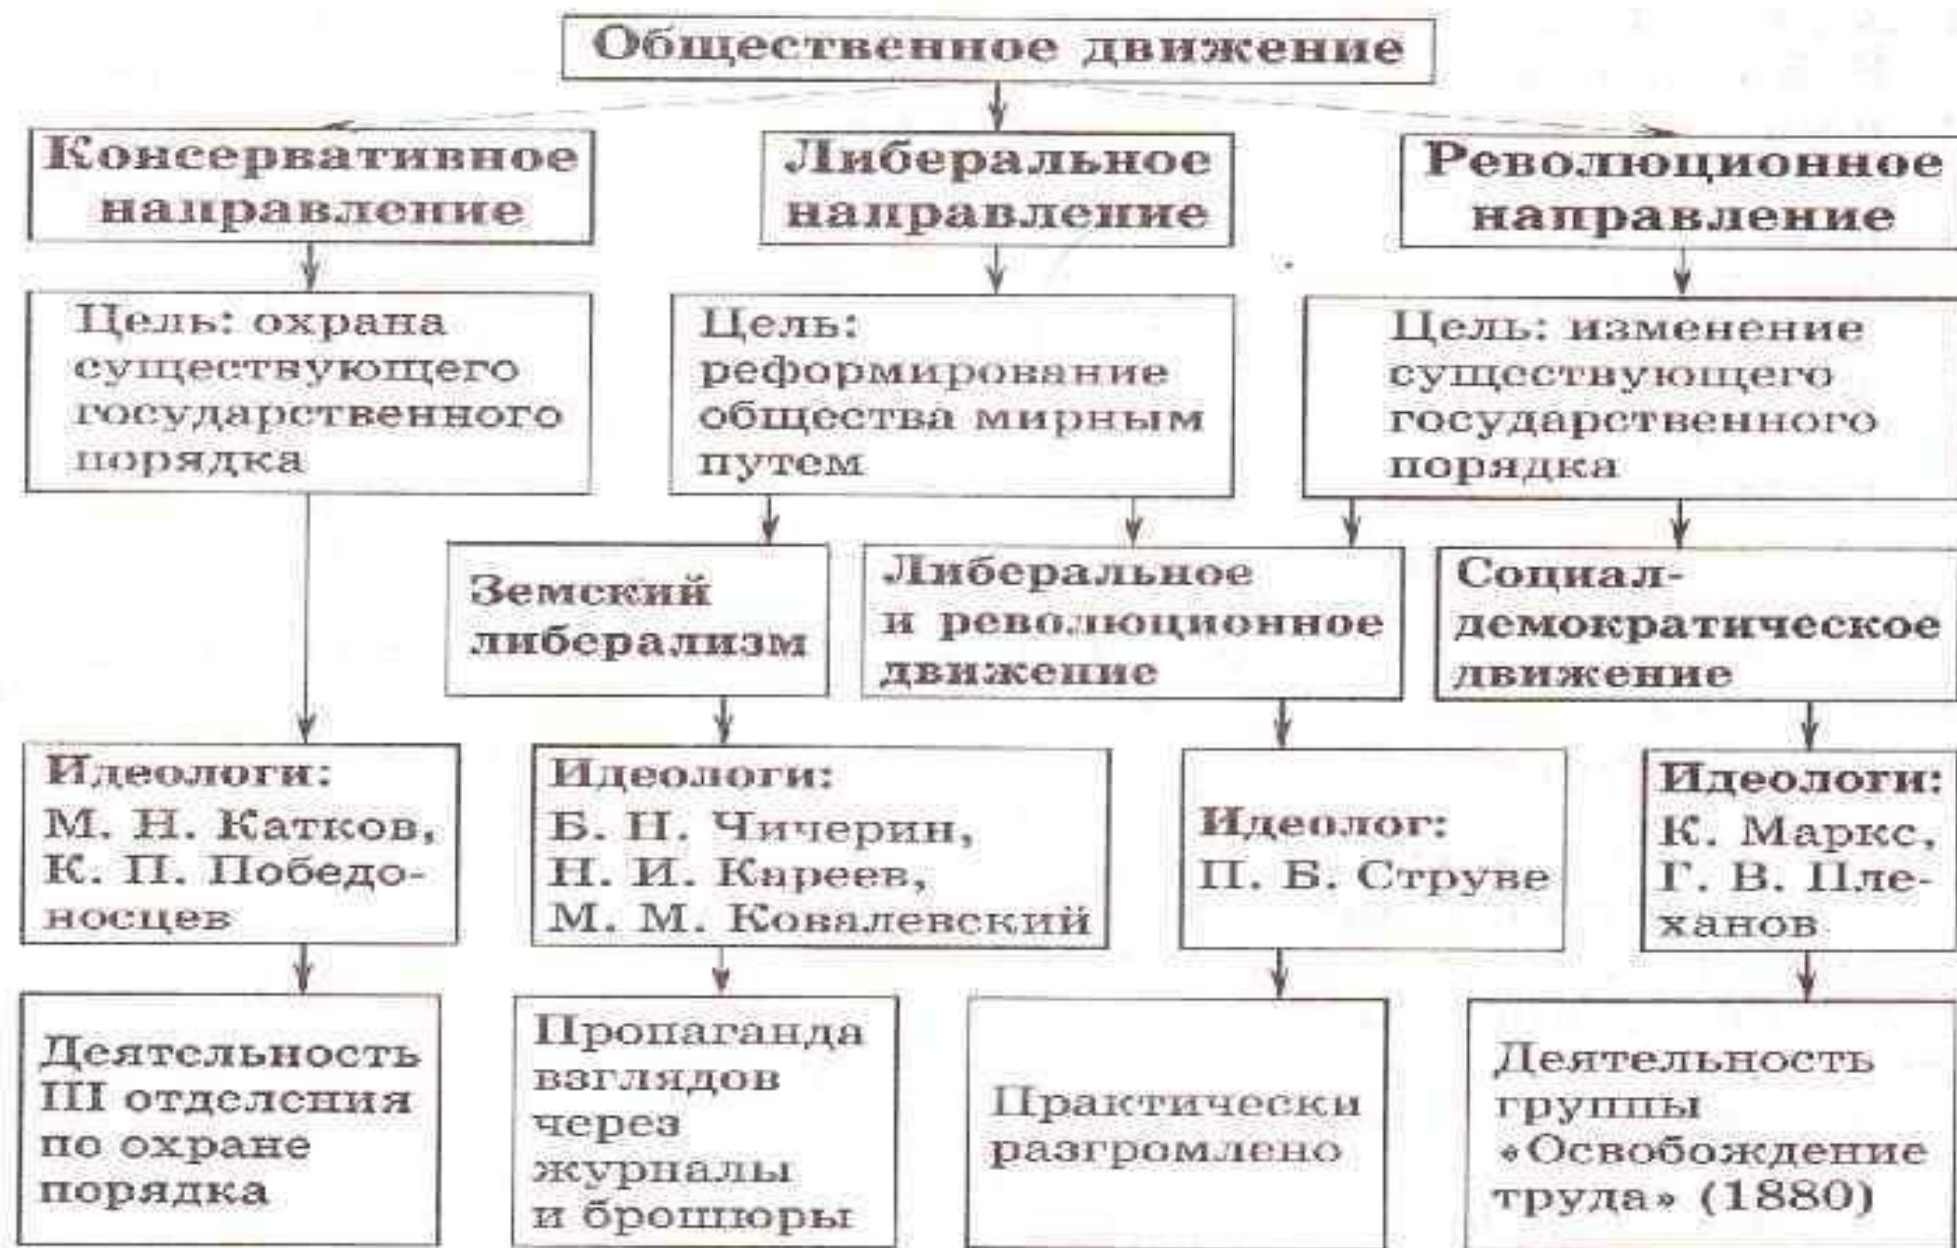 Общественное движение
Консервативное
направление
Либеральное
направление
Революционное
направление
Цель: охрана
существующего
государственного
порядка
Цель:
реформирование
общества мирным
путем
Цель: изменение
существующего
государственного
порядка
Земский
либерализм
Либеральное
и революционное
движение
Социал-
демократическое
движение
Идеологи:
М. Н. Катков,
К. П. Победо-
носцев
Идеологи:
Б. Н. Чичерин,
Н. И. Кареев,
М. М. Ковалевский
Идеолог:
П. Б. Струве
Идеологи:
К. Маркс,
Г. В. Пле-
ханов
Деятельность
III отделения
по охране
порядка
Пропаганда
взглядов
через
журналы
и брошюры
Практически
разгромлено
Деятельность
группы
«Освобождение
труда» (1880)